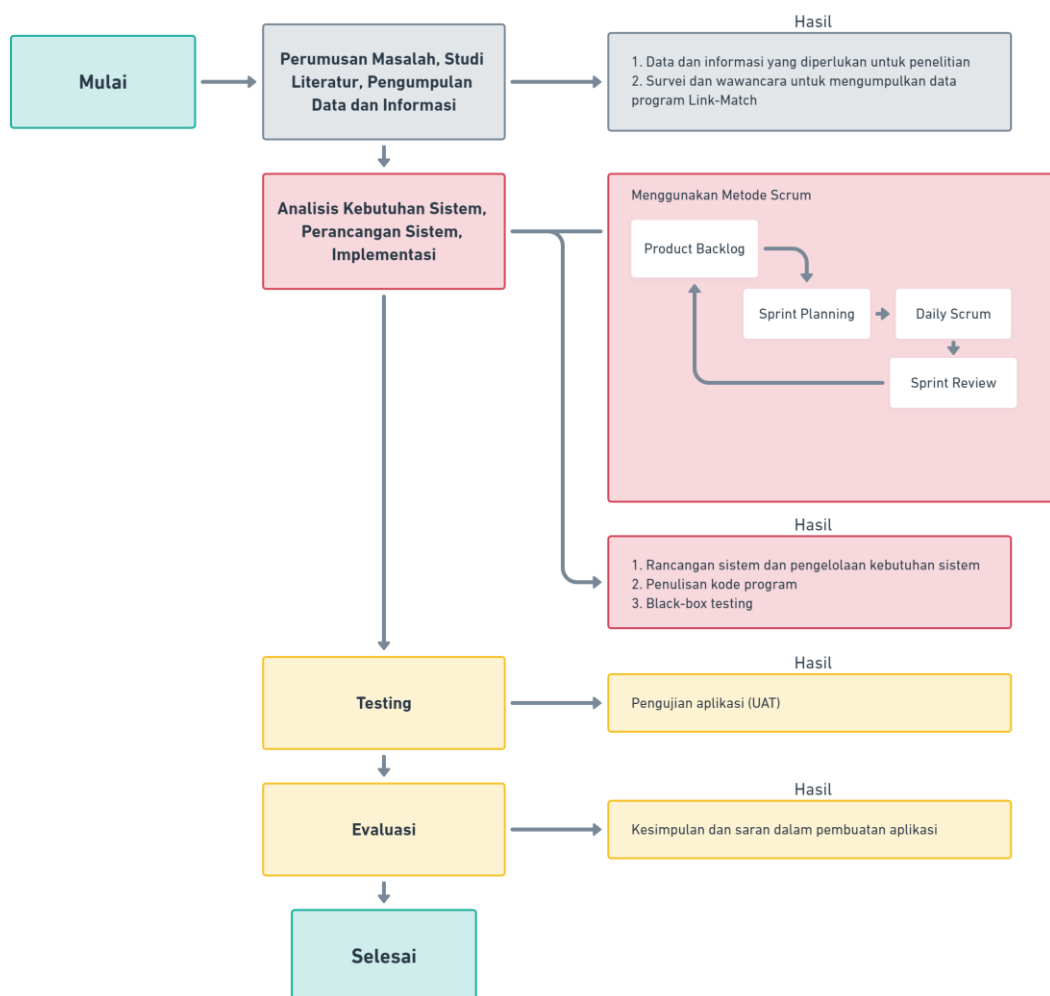 Mulai
Perumusan Masalah, Studi
Literatur, Pengumpulan
Data dan Informasi
Hasil
1. Data dan informasi yang diperlukan untuk penelitian
2. Survei dan wawancara untuk mengumpulkan data
program Link-Match
Analisis Kebutuhan Sistem,
Perancangan Sistem,
Implementasi
Menggunakan Metode Scrum
Product Backlog
Sprint Planning
Daily Scrum
Sprint Review
Hasil
1. Rancangan sistem dan pengelolaan kebutuhan sistem
2. Penulisan kode program
3. Black-box testing
Testing
Hasil
Pengujian aplikasi (UAT)
Evaluasi
Hasil
Kesimpulan dan saran dalam pembuatan aplikasi
Selesai